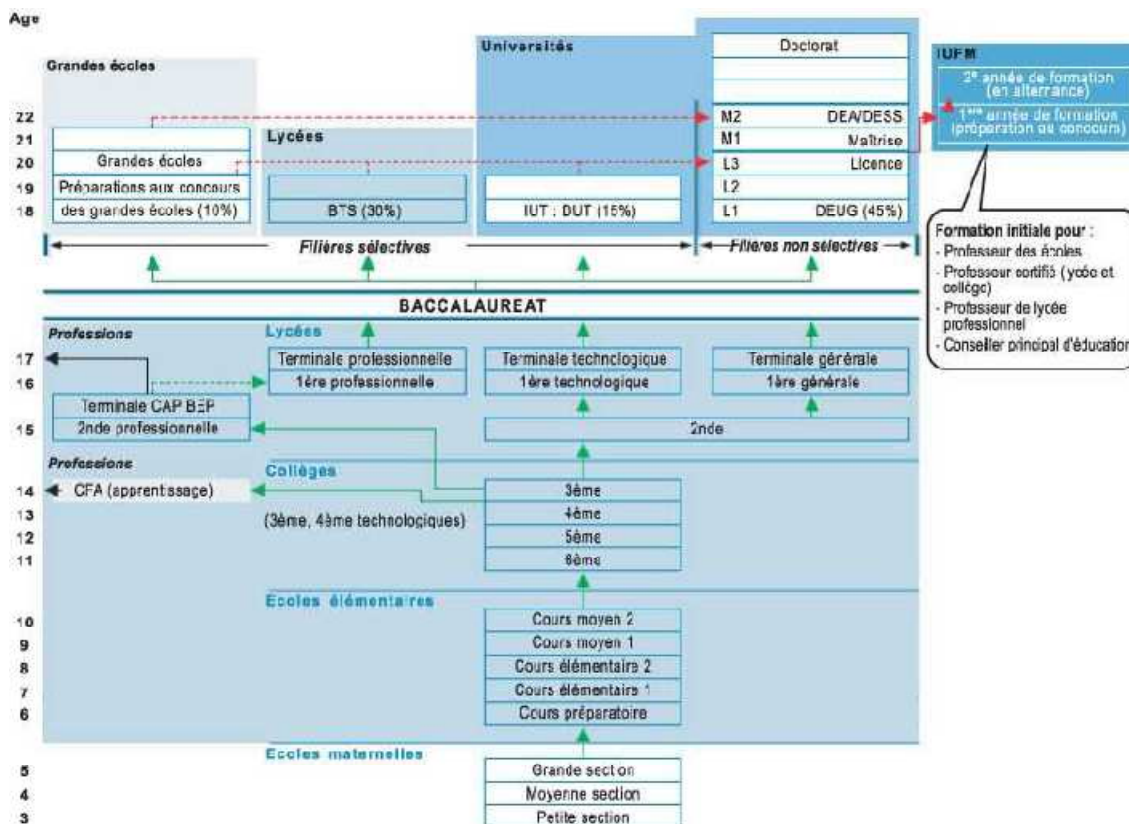 Age
Grandes écoles
Universités
Doctorat
IUFM
2e année de formation
(en alternance)
1ère année de formation
(préparation au concours)
22
M2 DEA/DESS
21
Lycées
M1 Maîtrise
20
Grandes écoles
L3 Licence
19
Préparations aux concours
L2
18
des grandes écoles (10%)
BTS (30%)
IUT : DUT (15%)
L1 DEUG (45%)
Filières sélectives
Filières non sélectives
Formation initiale pour :
- Professeur des écoles
- Professeur certifié (lycée et
collège)
- Professeur de lycée
professionnel
- Conseiller principal d'éducation
BACCALAUREAT
Professions
Lycées
17
Terminale professionnelle
Terminale technologique
Terminale générale
16
1ère professionnelle
1ère technologique
1ère générale
Terminale CAP BEP
15
2nde professionnelle
2nde
Professions
Collèges
14
CFA (apprentissage)
3ème
13
(3ème, 4ème technologiques)
4ème
12
5ème
11
6ème
Ecoles élémentaires
10
Cours moyen 2
9
Cours moyen 1
8
Cours élémentaire 2
7
Cours élémentaire 1
6
Cours préparatoire
Ecoles maternelles
5
Grande section
4
Moyenne section
3
Petite section